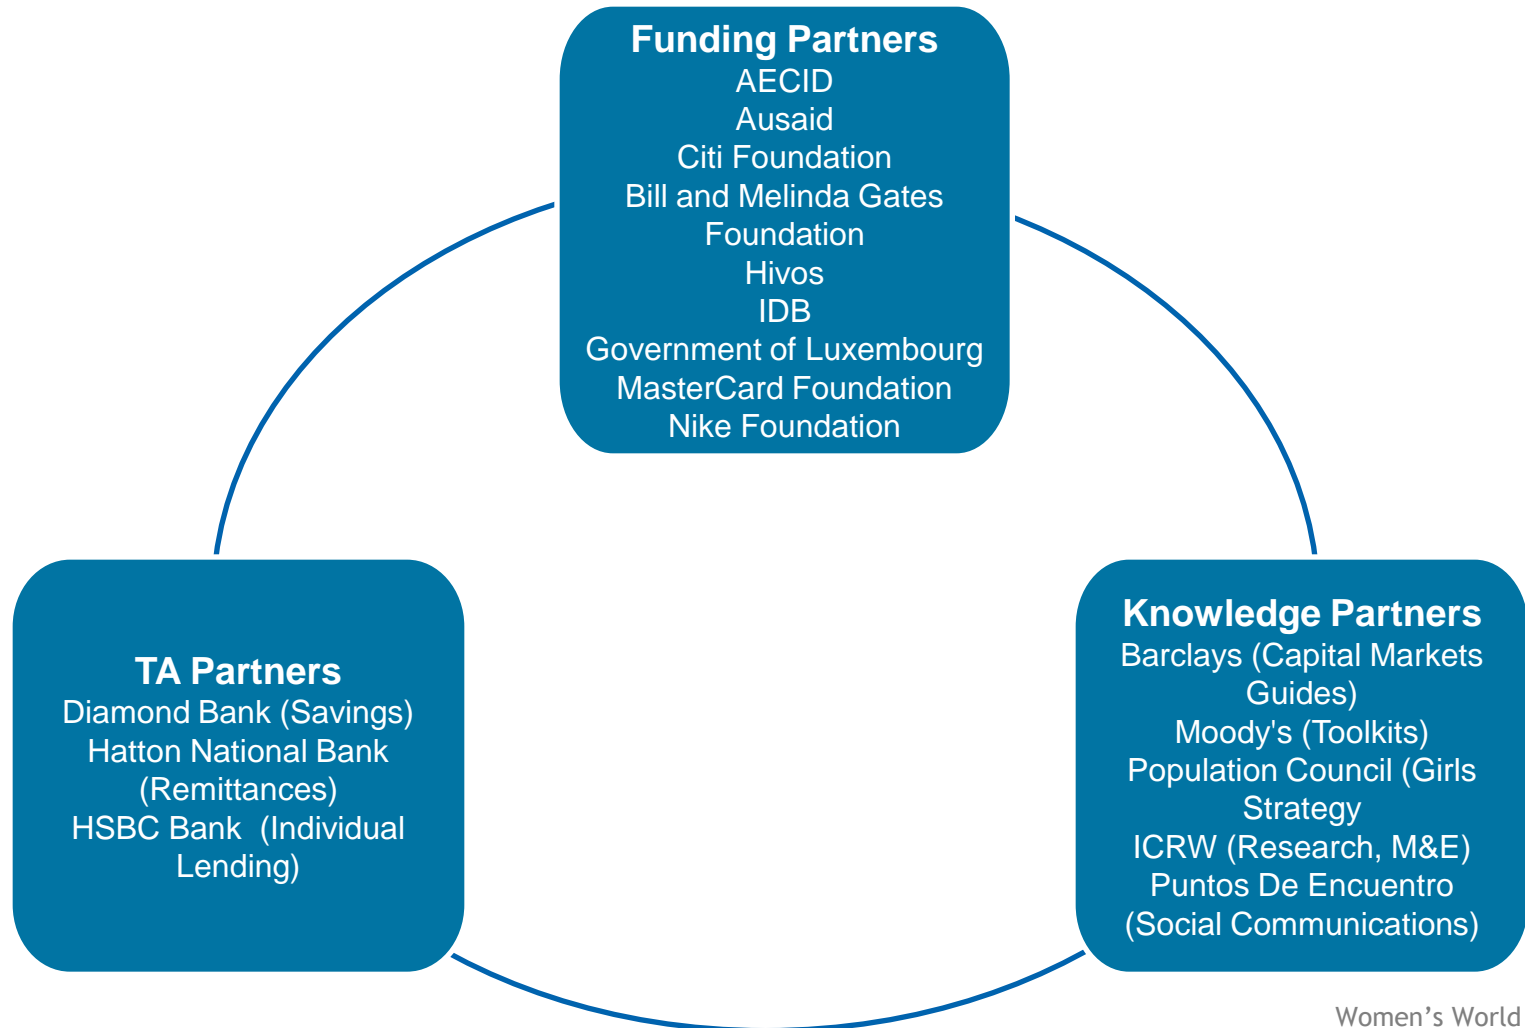 Funding Partners
AECID
Ausaid
Citi Foundation
Bill and Melinda Gates
Foundation
Hivos
IDB
Government of Luxembourg
MasterCard Foundation
Nike Foundation
TA Partners
Diamond Bank (Savings)
Hatton National Bank
(Remittances)
HSBC Bank  (Individual
Lending)
Knowledge Partners
Barclays (Capital Markets
Guides)
Moody's (Toolkits)
Population Council (Girls
Strategy
ICRW (Research, M&E)
Puntos De Encuentro
(Social Communications)
Women’s World